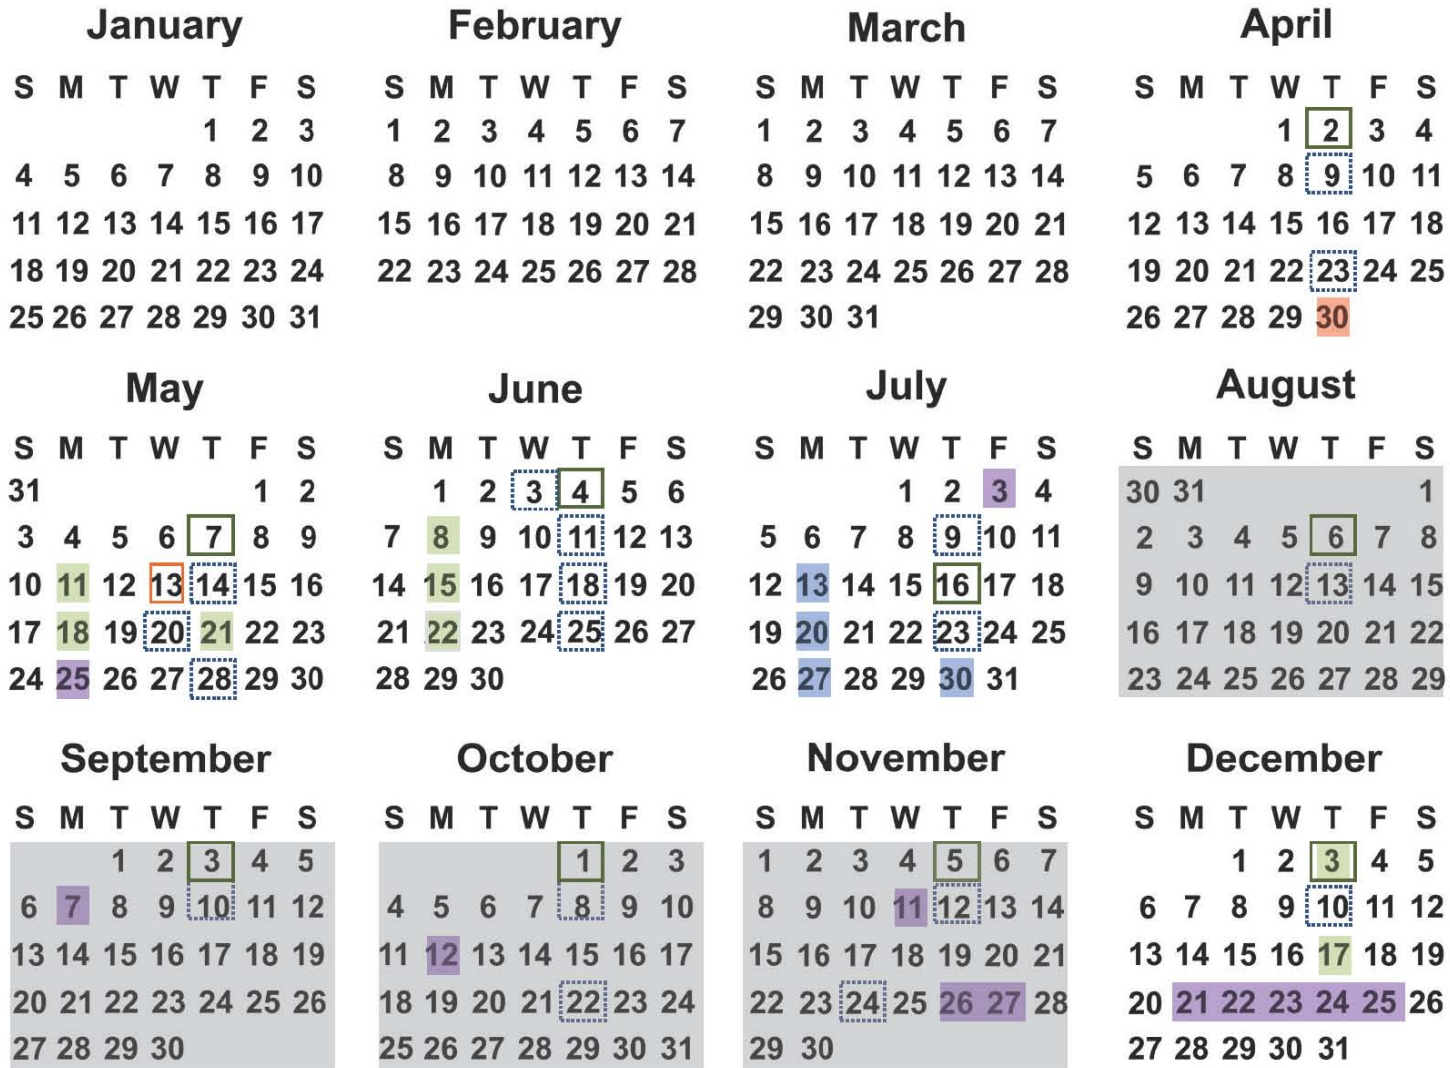 January
S M T W T F S
1 2 3
4 5 6 7 8 9 10
11 12 13 14 15 16 17
18 19 20 21 22 23 24
25 26 27 28 29 30 31
February
S M T W T F S
1 2 3 4 5 6 7
8 9 10 11 12 13 14
15 16 17 18 19 20 21
22 23 24 25 26 27 28
March
S M T W T F S
1 2 3 4 5 6 7
8 9 10 11 12 13 14
15 16 17 18 19 20 21
22 23 24 25 26 27 28
29 30 31
April
S M T W T F S
1 2 3 4
5 6 7 8 9 10 11
12 13 14 15 16 17 18
19 20 21 22 23 24 25
26 27 28 29 30
May
S M T W T F S
31 1 2
3 4 5 6 7 8 9
10 11 12 13 14 15 16
17 18 19 20 21 22 23
24 25 26 27 28 29 30
June
S M T W T F S
1 2 3 4 5 6
7 8 9 10 11 12 13
14 15 16 17 18 19 20
21 22 23 24 25 26 27
28 29 30
July
S M T W T F S
1 2 3 4
5 6 7 8 9 10 11
12 13 14 15 16 17 18
19 20 21 22 23 24 25
26 27 28 29 30 31
August
S M T W T F S
30 31 1
2 3 4 5 6 7 8
9 10 11 12 13 14 15
16 17 18 19 20 21 22
23 24 25 26 27 28 29
September
S M T W T F S
1 2 3 4 5
6 7 8 9 10 11 12
13 14 15 16 17 18 19
20 21 22 23 24 25 26
27 28 29 30
October
S M T W T F S
1 2 3
4 5 6 7 8 9 10
11 12 13 14 15 16 17
18 19 20 21 22 23 24
25 26 27 28 29 30 31
November
S M T W T F S
1 2 3 4 5 6 7
8 9 10 11 12 13 14
15 16 17 18 19 20 21
22 23 24 25 26 27 28
29 30
December
S M T W T F S
1 2 3 4 5
6 7 8 9 10 11 12
13 14 15 16 17 18 19
20 21 22 23 24 25 26
27 28 29 30 31